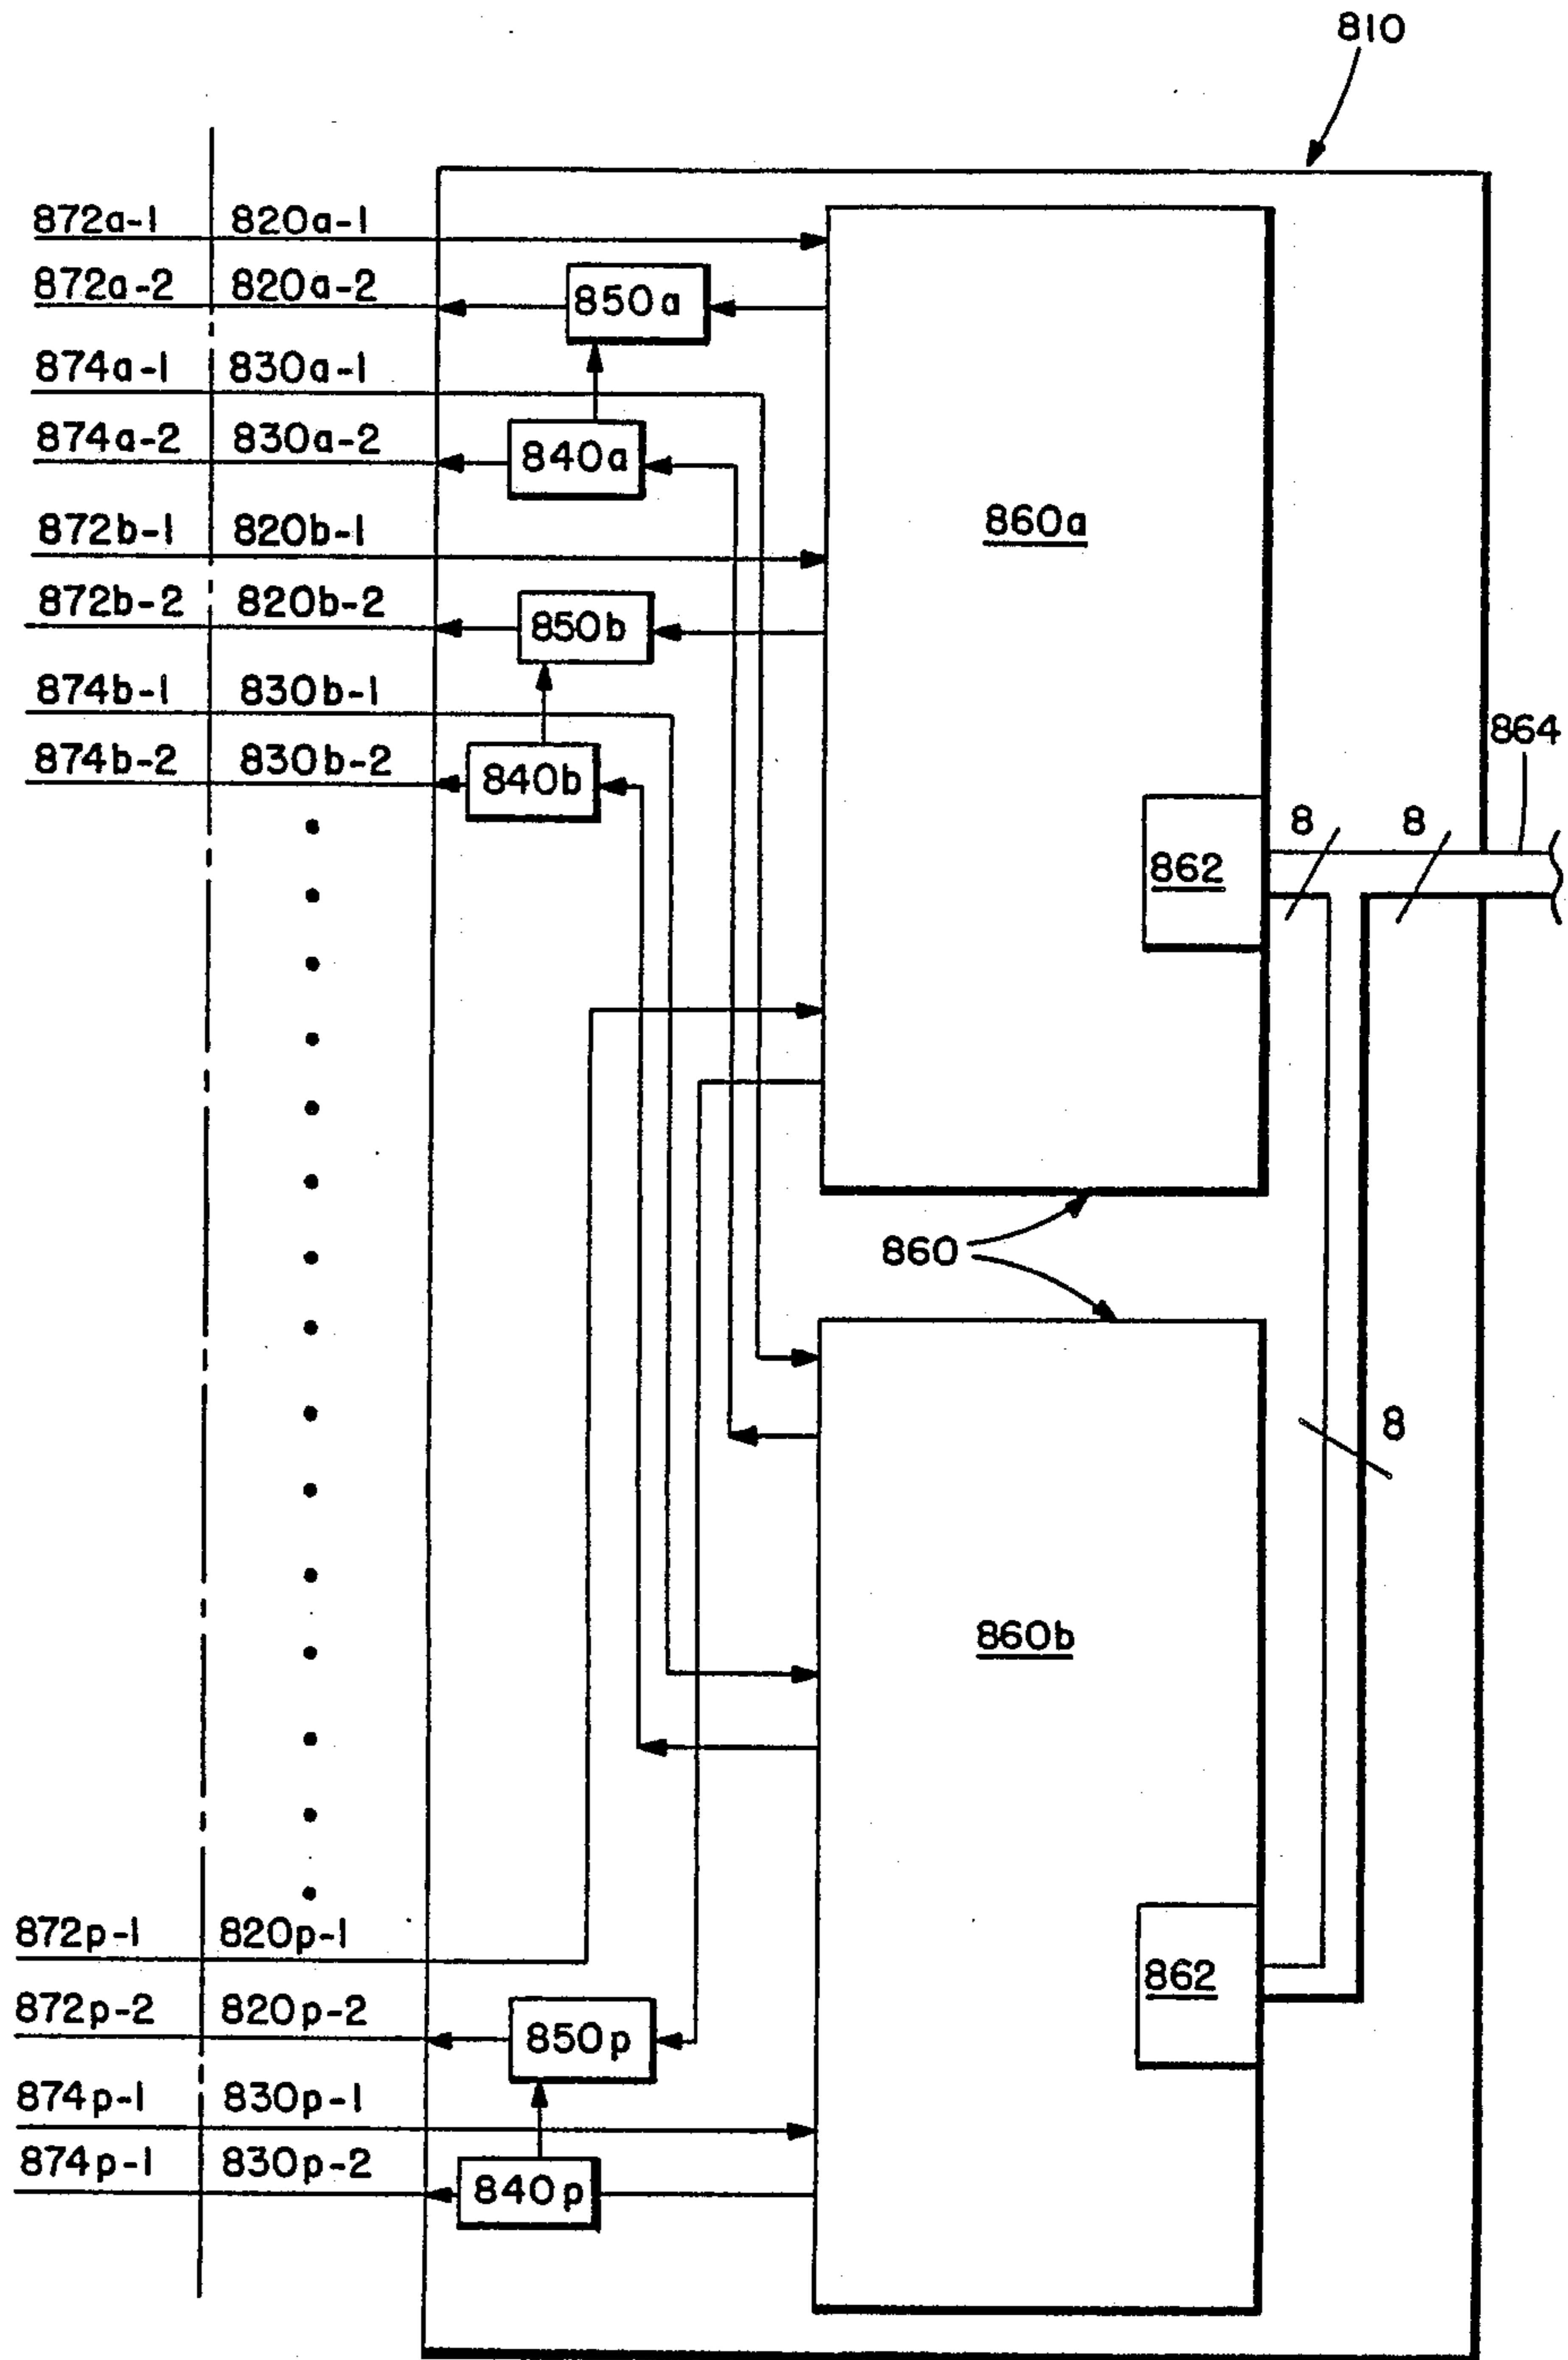 810
872a-1 820a-1
872a-2 820a-2
850a
874a-1 830a-1
874a-2 830a-2
840a
860a
872b-1 820b-1
872b-2 820b-2
850b
874b-1 830b-1
864
874b-2 830b-2
840b
8 8
862
860
8
860b
872p-1 820p-1
862
872p-2 820p-2
850p
874p-1 830p-1
874p-1 830p-2
840p